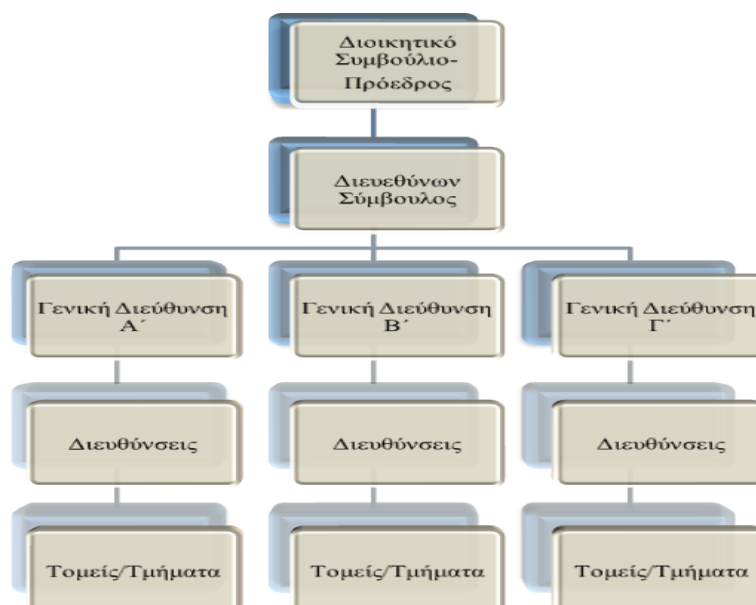 Διοικητικό
Συμβούλιο-
Πρόεδρος
Διευεθύνων
Σύμβουλος
Γενική Διεύθυνση
Α΄
Γενική Διεύθυνση
Β΄
Γενική Διεύθυνση
Γ΄
Διευθύνσεις
Διευθύνσεις
Διευθύνσεις
Τομείς/Τμήματα
Τομείς/Τμήματα
Τομείς/Τμήματα